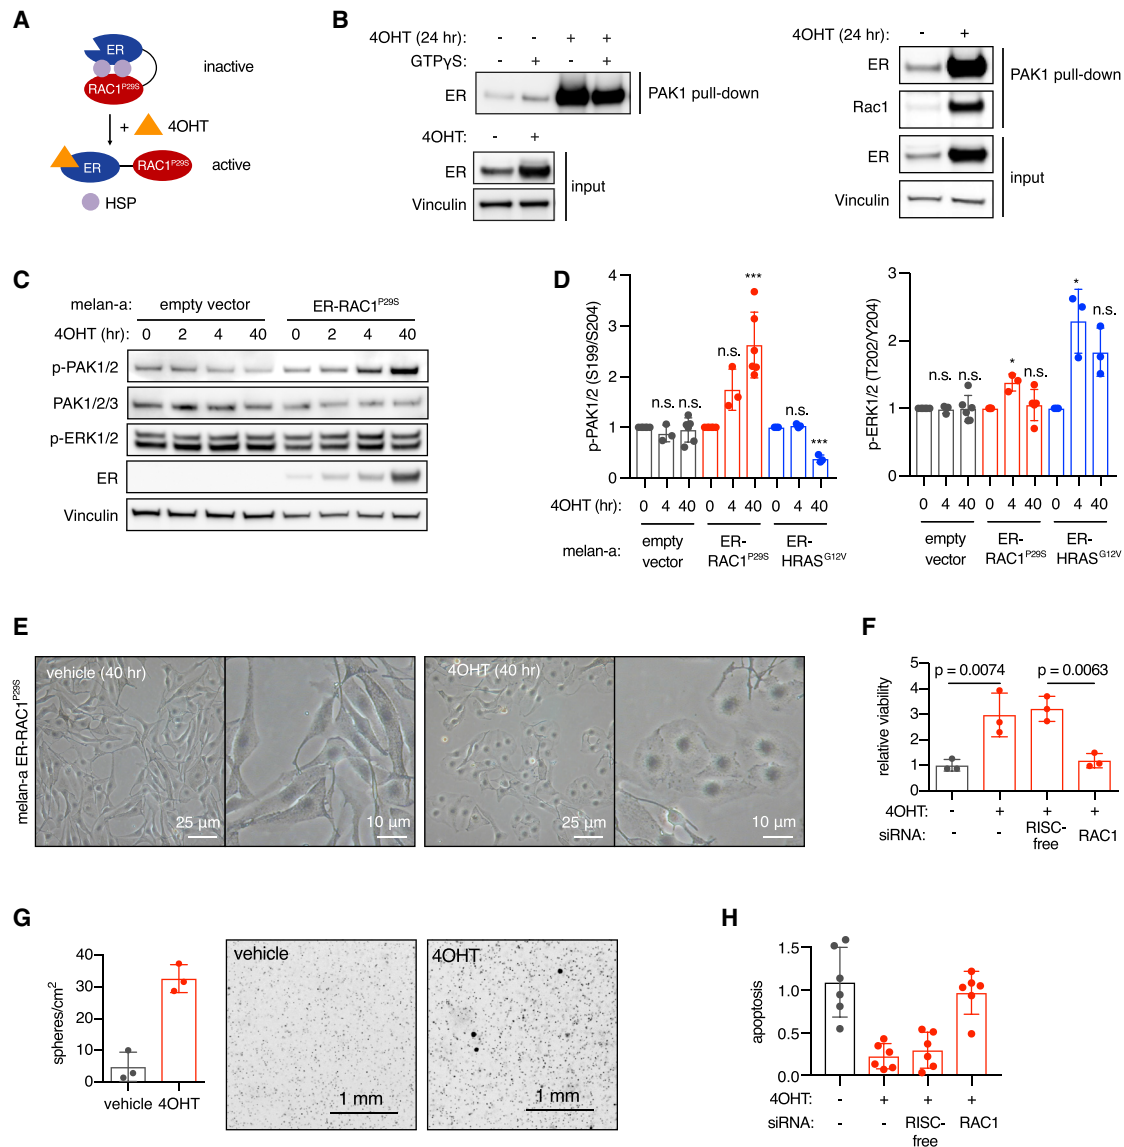 A
ER
RAC1P29S
inactive
+ 4OHT
ER
RAC1P29S
active
HSP
B
4OHT (24 hr): - - + +
GTPγS: - + - +
ER
PAK1 pull-down
4OHT: - +
ER
Vinculin
input
4OHT (24 hr): - +
ER
Rac1
PAK1 pull-down
ER
Vinculin
input
C
melan-a: empty vector ER-RAC1P29S
4OHT (hr): 0 2 4 40 0 2 4 40
p-PAK1/2
PAK1/2/3
p-ERK1/2
ER
Vinculin
D
p-PAK1/2 (S199/S204)
4
3
2
1
0
n.s. n.s. n.s. *** n.s. ***
4OHT (hr): 0 4 40 0 4 40 0 4 40
melan-a:
empty vector
ER-RAC1P29S
ER-HRASG12V
p-ERK1/2 (T202/Y204)
3
2
1
0
n.s. n.s. * n.s. * n.s.
0 4 40 0 4 40 0 4 40
empty vector
ER-RAC1P29S
ER-HRASG12V
E
melan-a ER-RAC1P29S
vehicle (40 hr)
25 µm
10 µm
4OHT (40 hr)
25 µm
10 µm
F
relative viability
5
4
3
2
1
0
p = 0.0074 p = 0.0063
4OHT: - + + +
siRNA: - - RISC-free RAC1
G
spheres/cm2
40
30
20
10
0
vehicle 4OHT
vehicle
1 mm
4OHT
1 mm
H
apoptosis
1.5
1.0
0.5
0.0
4OHT: - + + +
siRNA: - - RISC-free RAC1